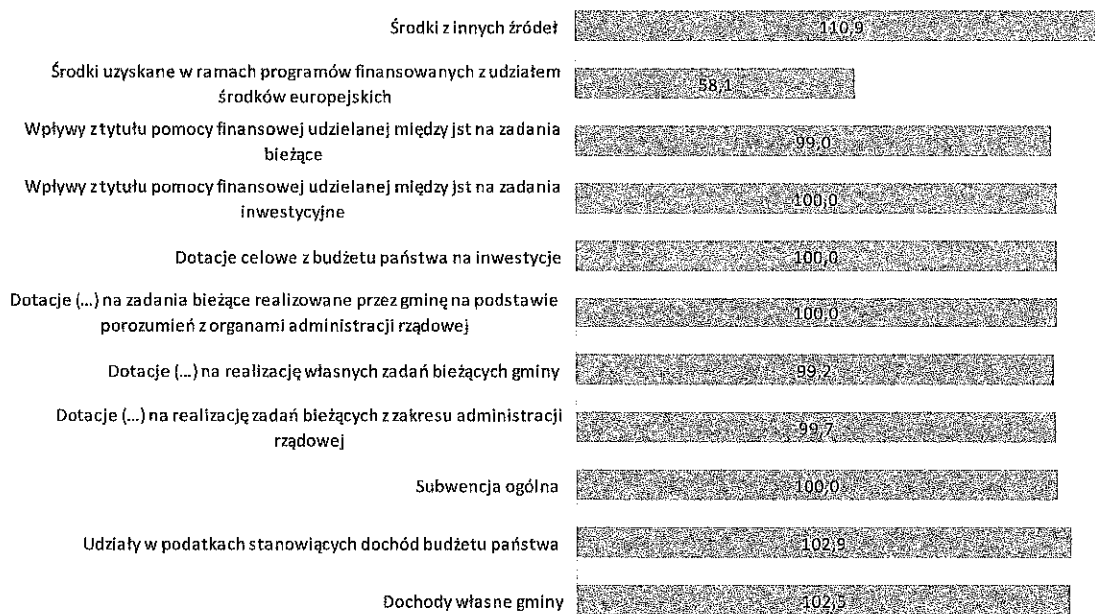 Środki z innych źródeł
110,9
Środki uzyskane w ramach programów finansowanych z udziałem
środków europejskich
58,1
Wpływy z tytułu pomocy finansowej udzielanej między jst na zadania
bieżące
99,0
Wpływy z tytułu pomocy finansowej udzielanej między jst na zadania
inwestycyjne
100,0
Dotacje celowe z budżetu państwa na inwestycje
100,0
Dotacje (...) na zadania bieżące realizowane przez gminę na podstawie
porozumień z organami administracji rządowej
100,0
Dotacje (...) na realizację własnych zadań bieżących gminy
99,2
Dotacje (...) na realizację zadań bieżących z zakresu administracji
rządowej
99,7
Subwencja ogólna
100,0
Udziały w podatkach stanowiących dochód budżetu państwa
102,9
Dochody własne gminy
102,5